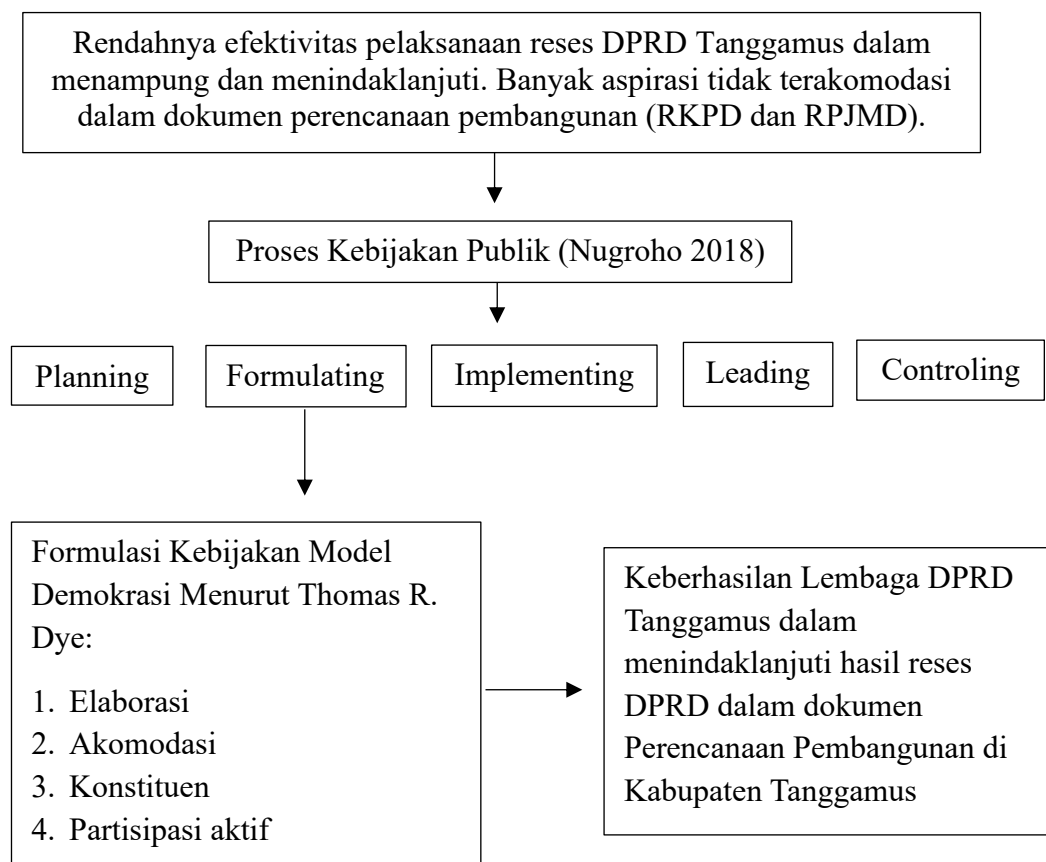 Rendahnya efektivitas pelaksanaan reses DPRD Tanggamus dalam
menampung dan menindaklanjuti. Banyak aspirasi tidak terakomodasi
dalam dokumen perencanaan pembangunan (RKPD dan RPJMD).
Proses Kebijakan Publik (Nugroho 2018)
Planning
Formulating
Implementing
Leading
Controling
Formulasi Kebijakan Model
Demokrasi Menurut Thomas R.
Dye:
1. Elaborasi
2. Akomodasi
3. Konstituen
4. Partisipasi aktif
Keberhasilan Lembaga DPRD
Tanggamus dalam
menindaklanjuti hasil reses
DPRD dalam dokumen
Perencanaan Pembangunan di
Kabupaten Tanggamus